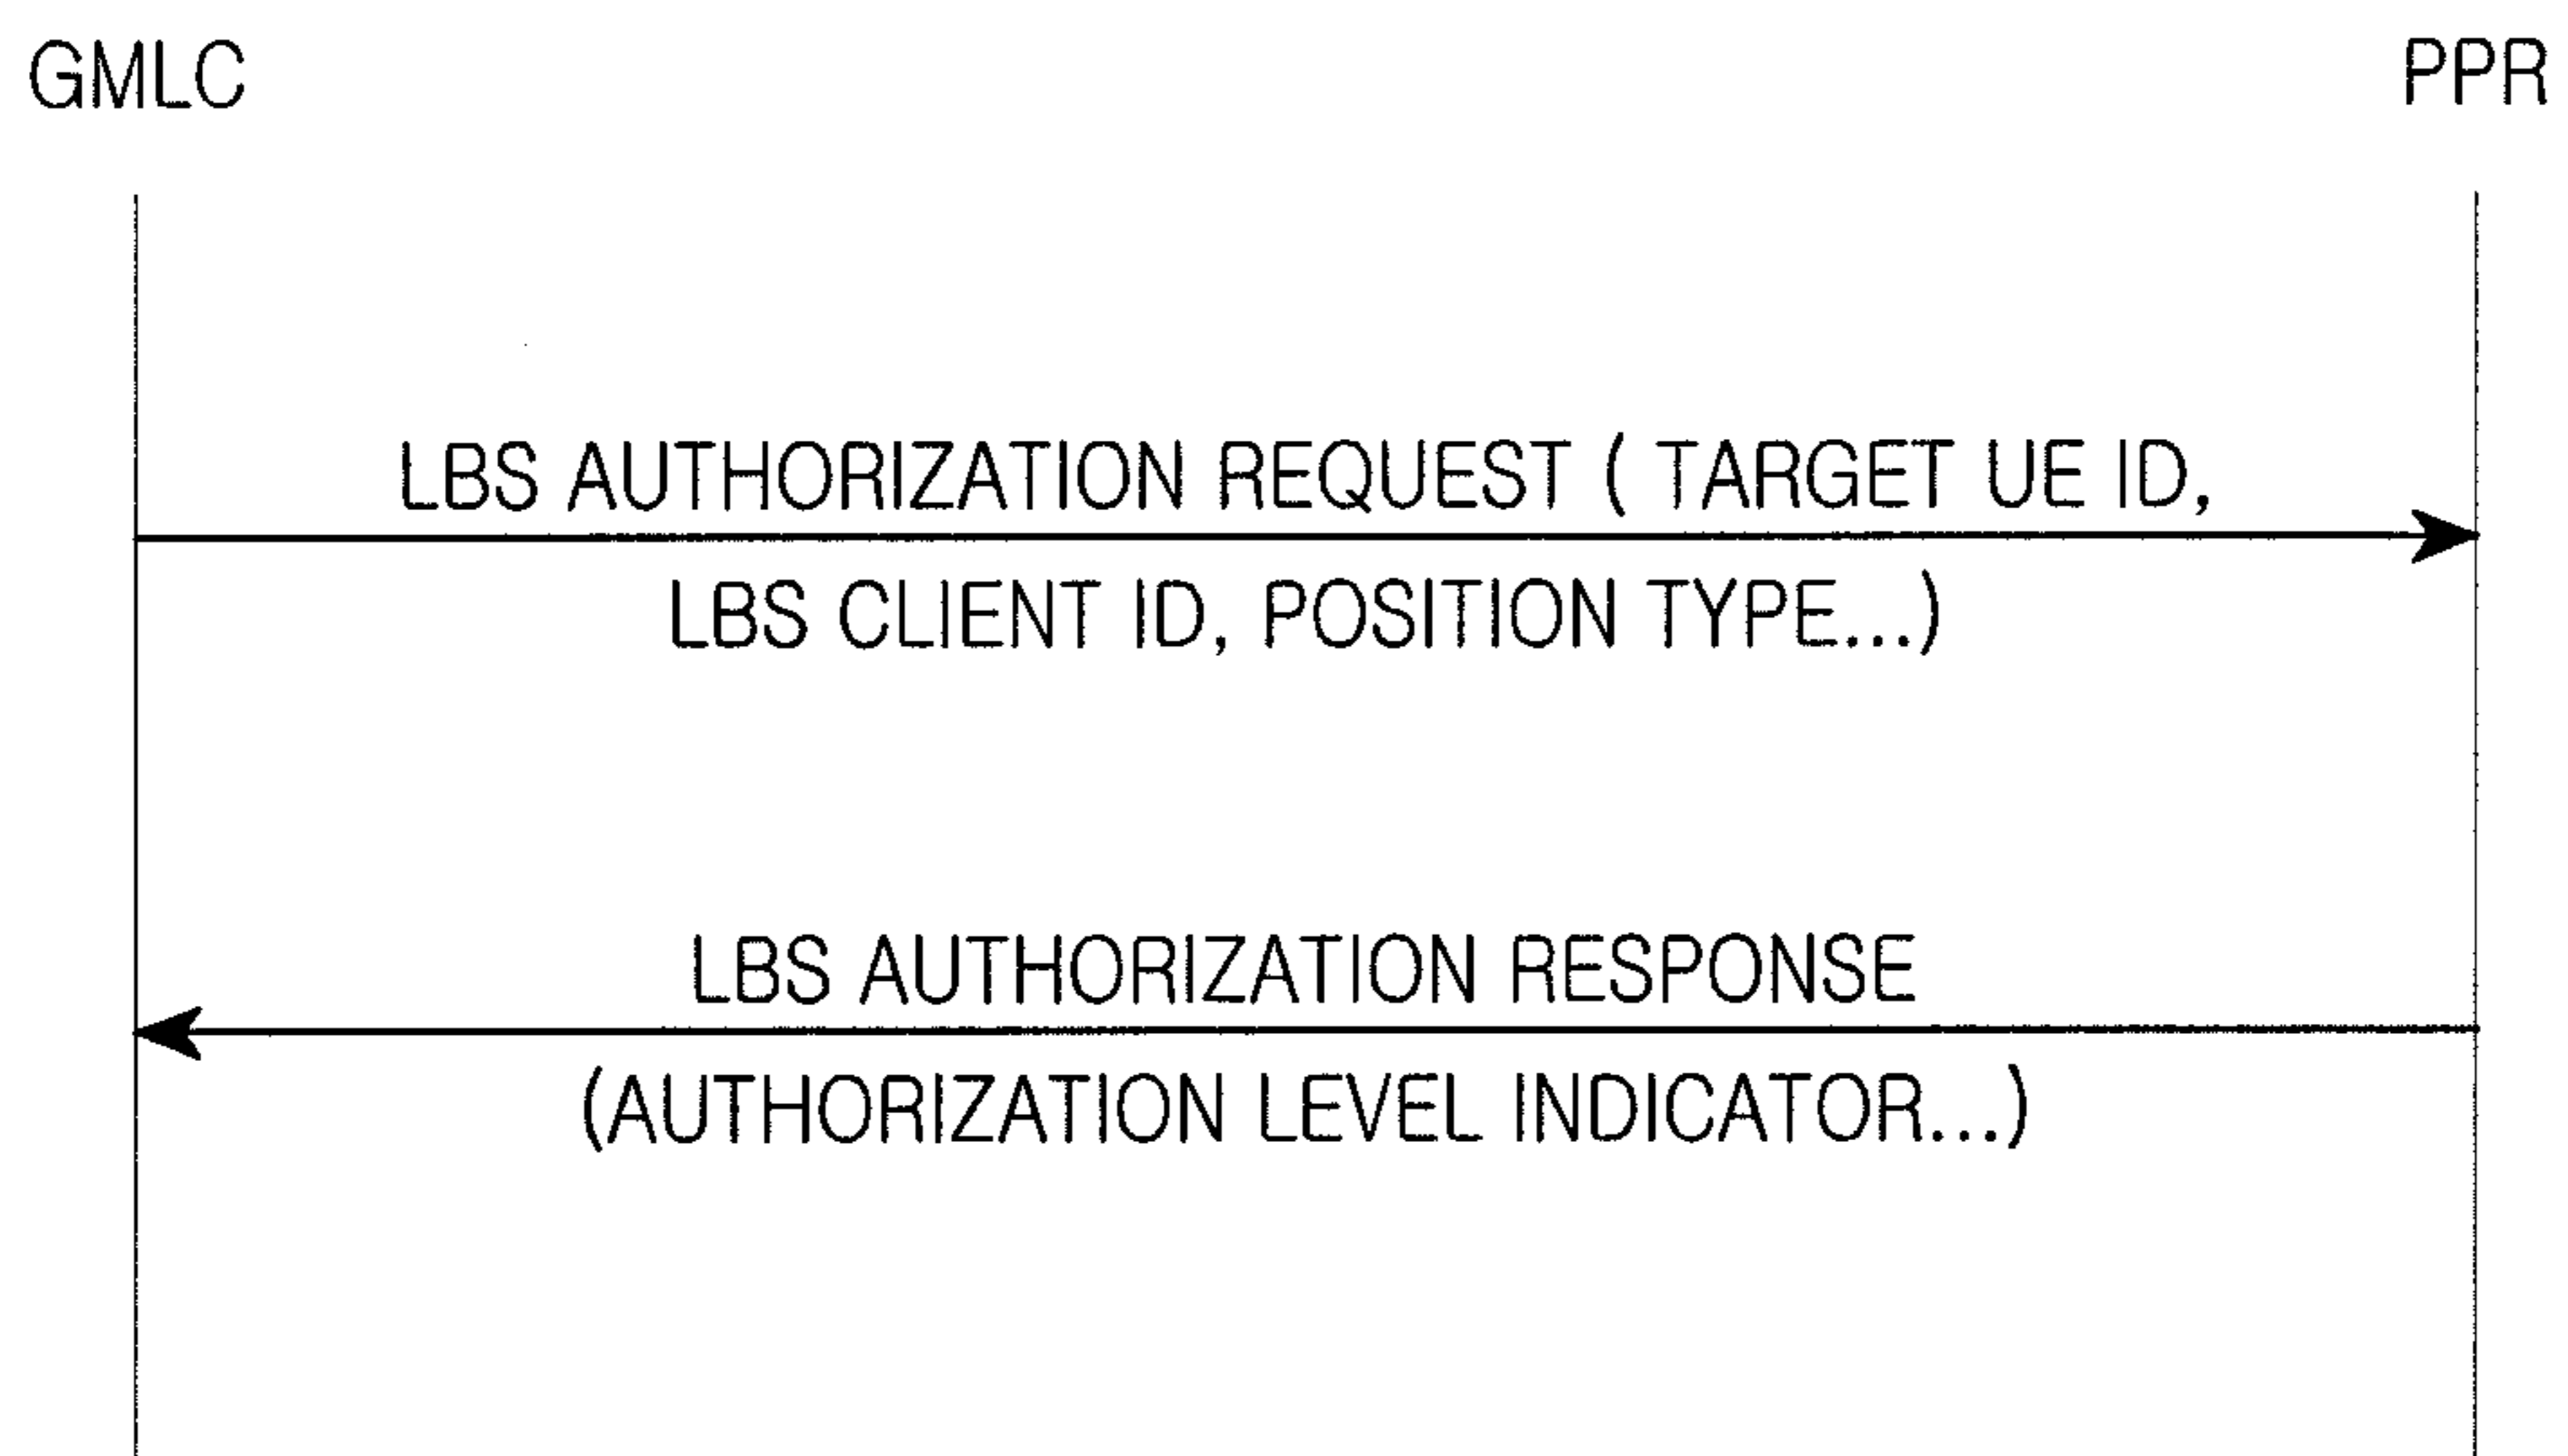 GMLC PPR
LBS AUTHORIZATION REQUEST ( TARGET UE ID,
LBS CLIENT ID, POSITION TYPE...)
LBS AUTHORIZATION RESPONSE
(AUTHORIZATION LEVEL INDICATOR...)